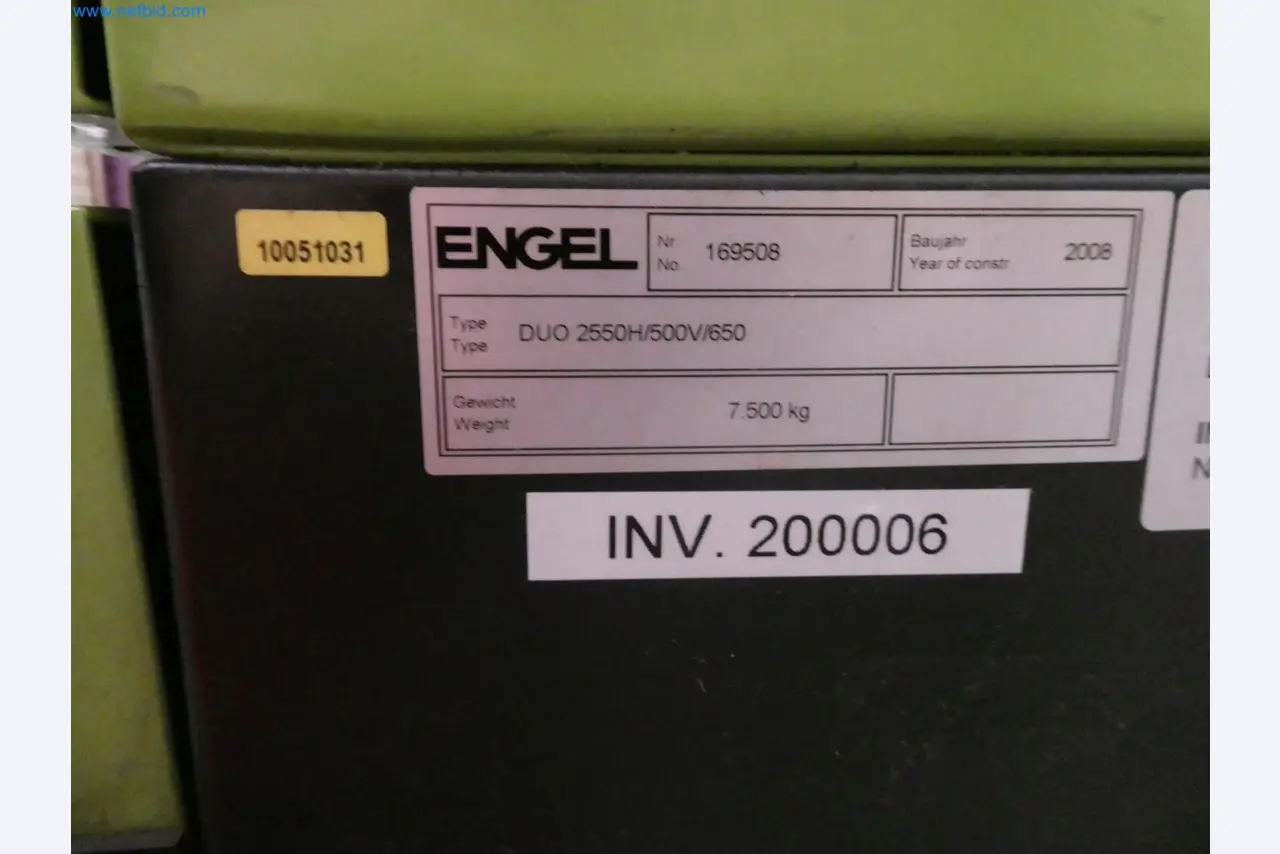 www.netbid.com
10051031
ENGEL
Nr
No
169508
Baujahr
Year of constr.
2008
Type
Type
DUO 2550H/500V/650
Gewicht
Weight
7.500 kg
INV. 200006